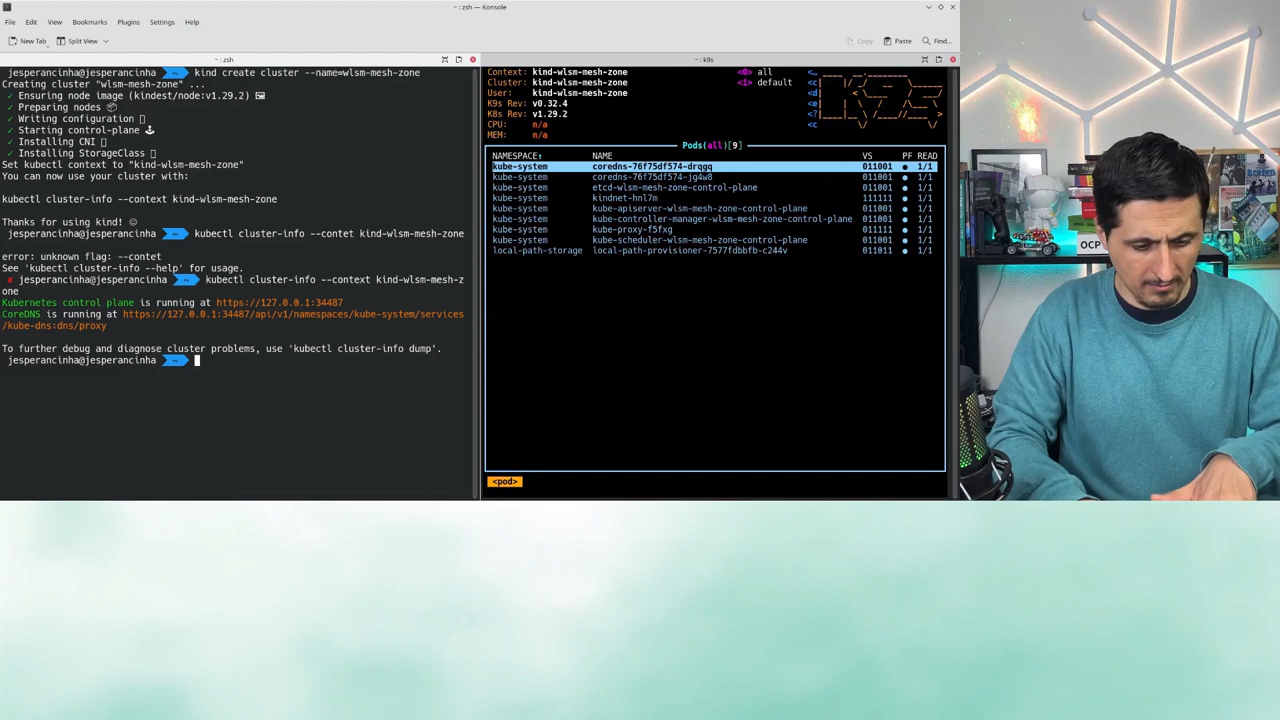 ~ : zsh — Konsole
File Edit View Bookmarks Plugins Settings Help
New Tab Split View Copy Paste Find...
~ : zsh
jesperancinha@jesperancinha ~ kind create cluster --name=wlsm-mesh-zone
Creating cluster "wlsm-mesh-zone" ...
✓ Ensuring node image (kindest/node:v1.29.2) 🖼
✓ Preparing nodes 📦
✓ Writing configuration
✓ Starting control-plane 🕹
✓ Installing CNI
✓ Installing StorageClass
Set kubectl context to "kind-wlsm-mesh-zone"
You can now use your cluster with:
kubectl cluster-info --context kind-wlsm-mesh-zone
Thanks for using kind! 😊
jesperancinha@jesperancinha ~ kubectl cluster-info --contet kind-wlsm-mesh-zone
error: unknown flag: --contet
See 'kubectl cluster-info --help' for usage.
✘ jesperancinha@jesperancinha ~ kubectl cluster-info --context kind-wlsm-mesh-z
one
Kubernetes control plane is running at https://127.0.0.1:34487
CoreDNS is running at https://127.0.0.1:34487/api/v1/namespaces/kube-system/services
/kube-dns:dns/proxy
To further debug and diagnose cluster problems, use 'kubectl cluster-info dump'.
jesperancinha@jesperancinha ~
~ : k9s
Context: kind-wlsm-mesh-zone <0> all
Cluster: kind-wlsm-mesh-zone <1> default
User: kind-wlsm-mesh-zone
K9s Rev: v0.32.4
K8s Rev: v1.29.2
CPU: n/a
MEM: n/a
Pods(all)[9]
NAMESPACE↑ NAME VS PF READ
kube-system coredns-76f75df574-drqgq 011001 ● 1/1
kube-system coredns-76f75df574-jg4w8 011001 ● 1/1
kube-system etcd-wlsm-mesh-zone-control-plane 011001 ● 1/1
kube-system kindnet-hnl7m 111111 ● 1/1
kube-system kube-apiserver-wlsm-mesh-zone-control-plane 011001 ● 1/1
kube-system kube-controller-manager-wlsm-mesh-zone-control-plane 011001 ● 1/1
kube-system kube-proxy-f5fxg 011111 ● 1/1
kube-system kube-scheduler-wlsm-mesh-zone-control-plane 011001 ● 1/1
local-path-storage local-path-provisioner-7577fdbbfb-c244v 011011 ● 1/1
<pod>
OCP